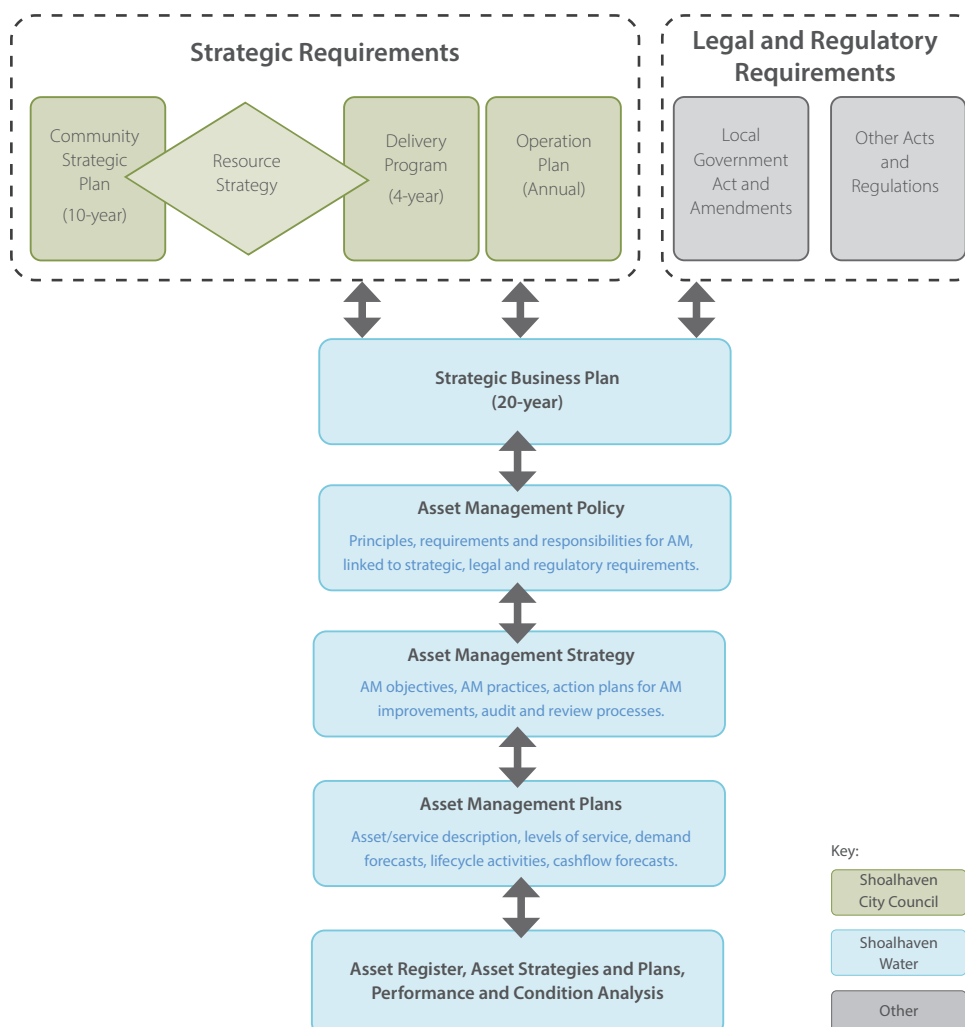 Strategic Requirements
Community
Strategic
Plan
(10-year)
Resource
Strategy
Delivery
Program
(4-year)
Operation
Plan
(Annual)
Legal and Regulatory
Requirements
Local
Government
Act and
Amendments
Other Acts
and
Regulations
Strategic Business Plan
(20-year)
Asset Management Policy
Principles, requirements and responsibilities for AM,
linked to strategic, legal and regulatory requirements.
Asset Management Strategy
AM objectives, AM practices, action plans for AM
improvements, audit and review processes.
Asset Management Plans
Asset/service description, levels of service, demand
forecasts, lifecycle activities, cashflow forecasts.
Asset Register, Asset Strategies and Plans,
Performance and Condition Analysis
Key:
Shoalhaven
City Council
Shoalhaven
Water
Other